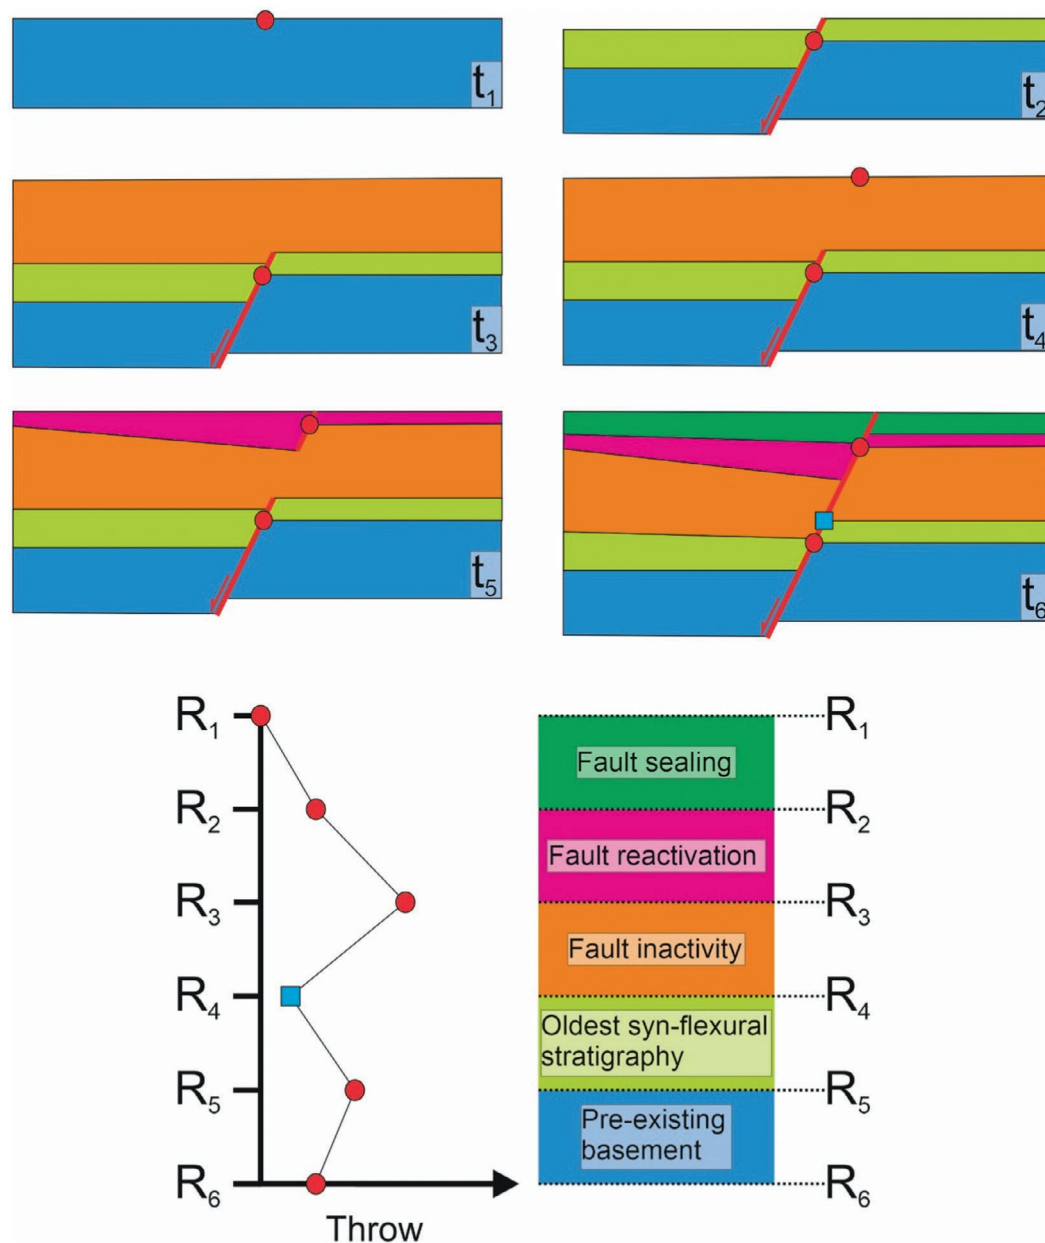 t1
t2
t3
t4
t5
t6
R1
R2
R3
R4
R5
R6
Throw
Fault sealing
Fault reactivation
Fault inactivity
Oldest syn-flexural
stratigraphy
Pre-existing
basement
R1
R2
R3
R4
R5
R6